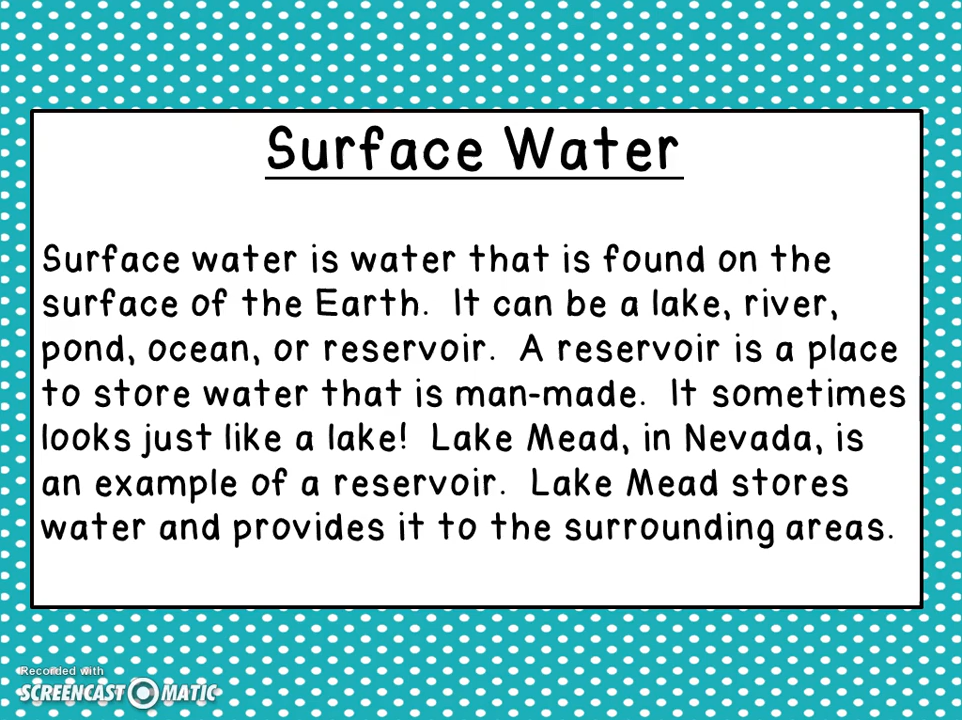 Surface Water
Surface water is water that is found on the
surface of the Earth. It can be a lake, river,
pond, ocean, or reservoir. A reservoir is a place
to store water that is man-made. It sometimes
looks just like a lake! Lake Mead, in Nevada, is
an example of a reservoir. Lake Mead stores
water and provides it to the surrounding areas.
Recorded with
SCREENCAST MATIC